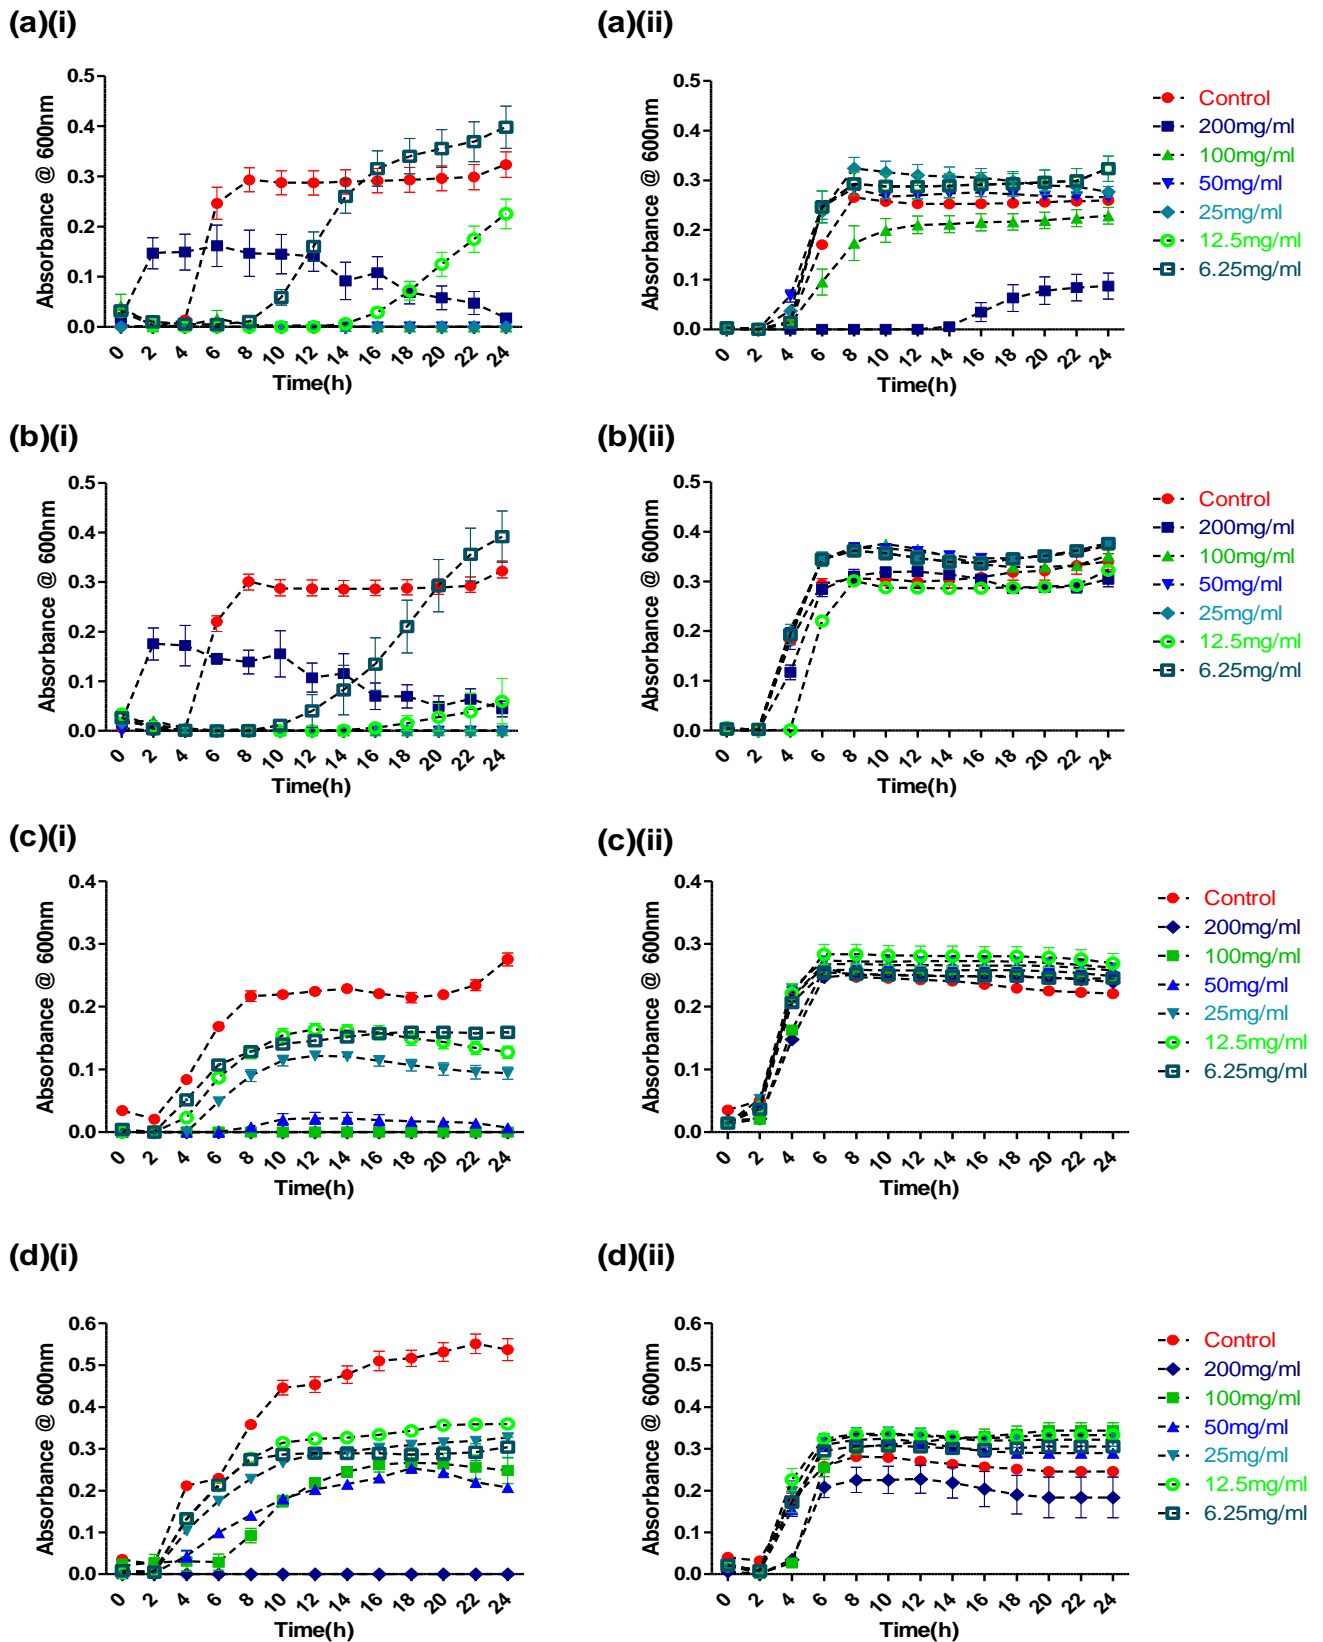 (a)(i)
Absorbance @ 600nm
0.5
0.4
0.3
0.2
0.1
0.0
0 2 4 6 8 10 12 14 16 18 20 22 24
Time(h)
(a)(ii)
Absorbance @ 600nm
0.5
0.4
0.3
0.2
0.1
0.0
0 2 4 6 8 10 12 14 16 18 20 22 24
Time(h)
Control
200mg/ml
100mg/ml
50mg/ml
25mg/ml
12.5mg/ml
6.25mg/ml
(b)(i)
Absorbance @ 600nm
0.5
0.4
0.3
0.2
0.1
0.0
0 2 4 6 8 10 12 14 16 18 20 22 24
Time(h)
(b)(ii)
Absorbance @ 600nm
0.5
0.4
0.3
0.2
0.1
0.0
0 2 4 6 8 10 12 14 16 18 20 22 24
Time(h)
Control
200mg/ml
100mg/ml
50mg/ml
25mg/ml
12.5mg/ml
6.25mg/ml
(c)(i)
Absorbance @ 600nm
0.4
0.3
0.2
0.1
0.0
0 2 4 6 8 10 12 14 16 18 20 22 24
Time(h)
(c)(ii)
Absorbance @ 600nm
0.4
0.3
0.2
0.1
0.0
0 2 4 6 8 10 12 14 16 18 20 22 24
Time(h)
Control
200mg/ml
100mg/ml
50mg/ml
25mg/ml
12.5mg/ml
6.25mg/ml
(d)(i)
Absorbance @ 600nm
0.6
0.5
0.4
0.3
0.2
0.1
0.0
0 2 4 6 8 10 12 14 16 18 20 22 24
Time(h)
(d)(ii)
Absorbance @ 600nm
0.6
0.5
0.4
0.3
0.2
0.1
0.0
0 2 4 6 8 10 12 14 16 18 20 22 24
Time(h)
Control
200mg/ml
100mg/ml
50mg/ml
25mg/ml
12.5mg/ml
6.25mg/ml